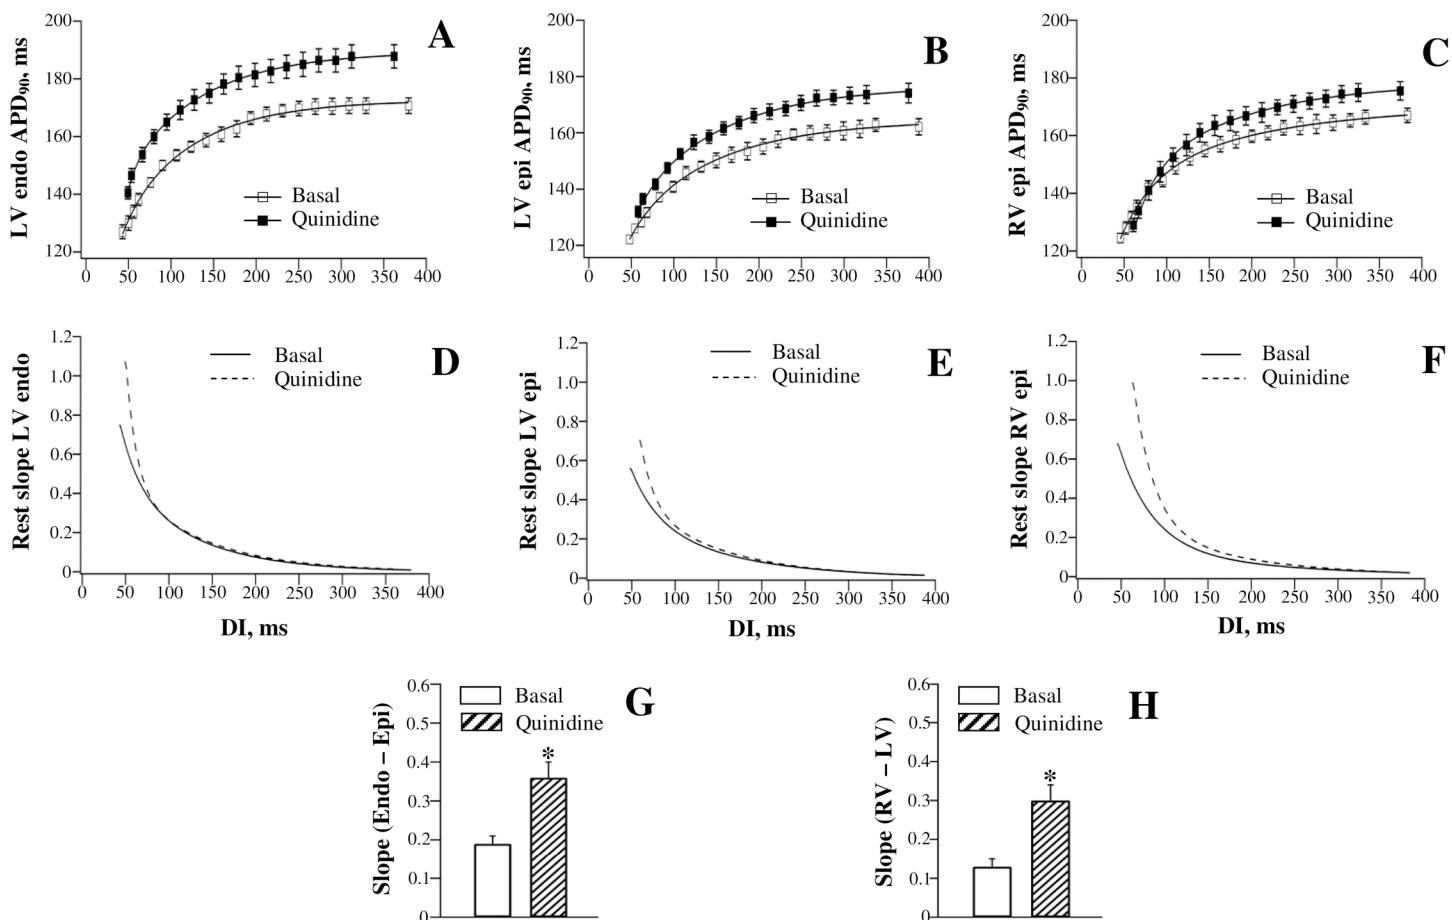 A
LV endo APD90, ms
200
180
160
140
120
Basal
Quinidine
0 50 100 150 200 250 300 350 400
B
LV epi APD90, ms
200
180
160
140
120
Basal
Quinidine
0 50 100 150 200 250 300 350 400
C
RV epi APD90, ms
200
180
160
140
120
Basal
Quinidine
0 50 100 150 200 250 300 350 400
D
Rest slope LV endo
1.2
1.0
0.8
0.6
0.4
0.2
0
Basal
Quinidine
0 50 100 150 200 250 300 350 400
DI, ms
E
Rest slope LV epi
1.2
1.0
0.8
0.6
0.4
0.2
0
Basal
Quinidine
0 50 100 150 200 250 300 350 400
DI, ms
F
Rest slope RV epi
1.2
1.0
0.8
0.6
0.4
0.2
0
Basal
Quinidine
0 50 100 150 200 250 300 350 400
DI, ms
G
Slope (Endo – Epi)
0.6
0.5
0.4
0.3
0.2
0.1
0
Basal
Quinidine
*
H
Slope (RV – LV)
0.6
0.5
0.4
0.3
0.2
0.1
0
Basal
Quinidine
*